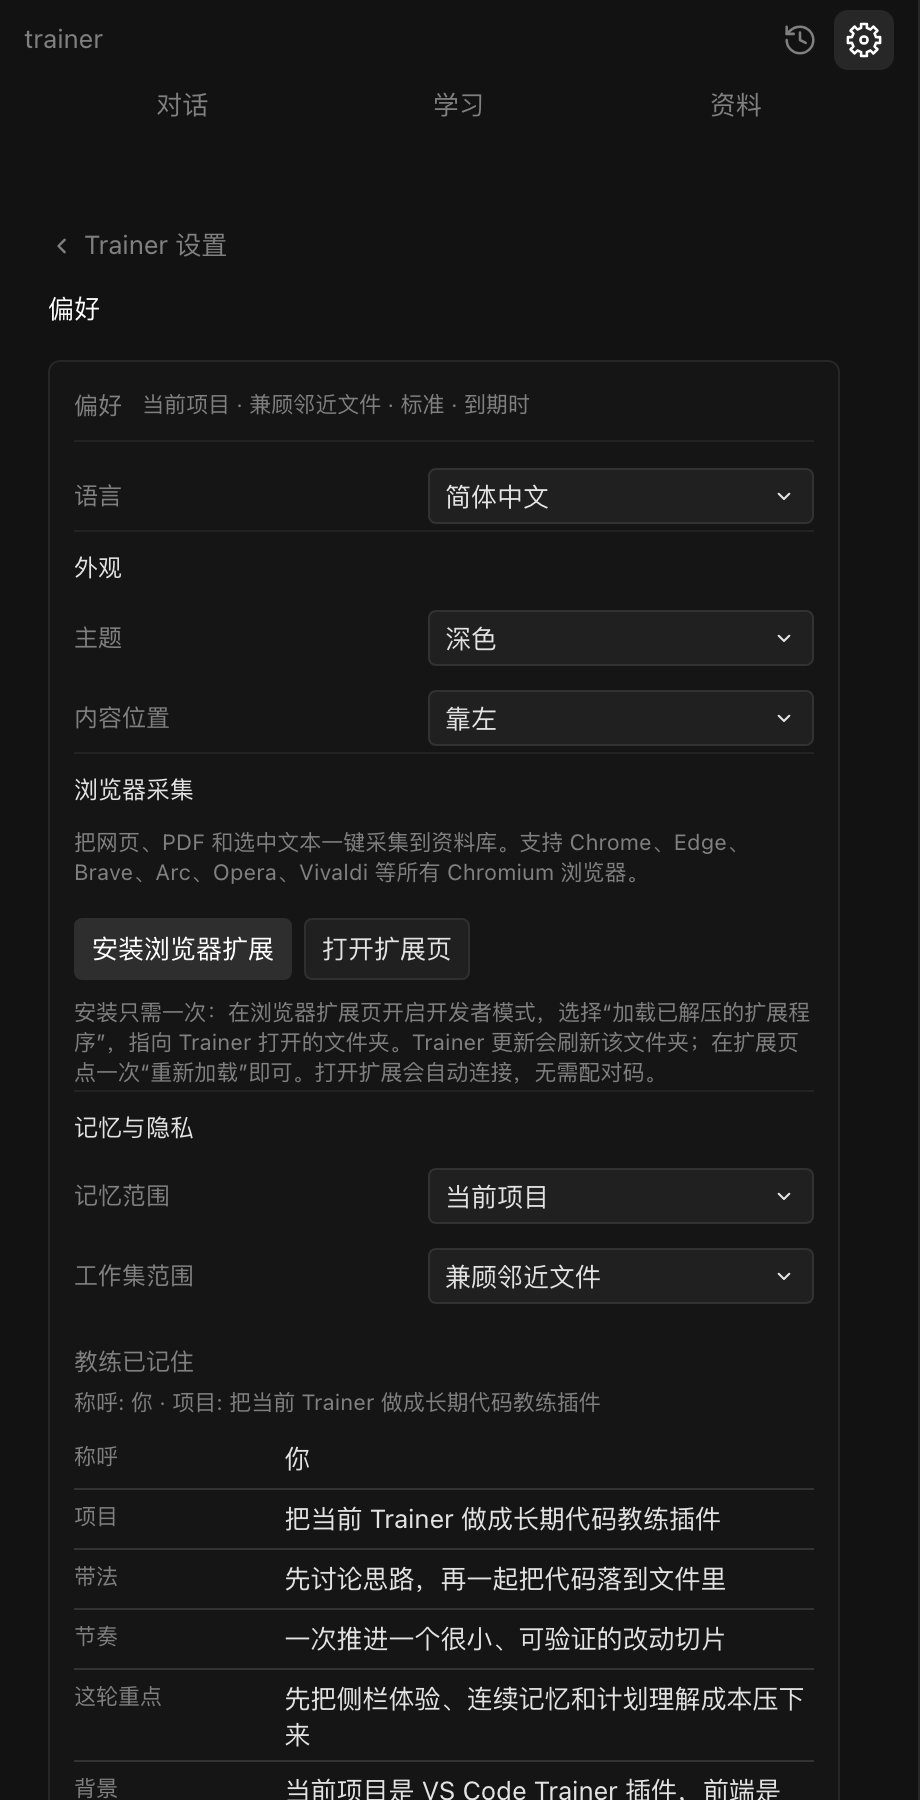 trainer
对话 学习 资料
Trainer 设置
偏好
偏好 当前项目 · 兼顾邻近文件 · 标准 · 到期时
语言 简体中文
外观
主题 深色
内容位置 靠左
浏览器采集
把网页、PDF 和选中文本一键采集到资料库。支持 Chrome、Edge、
Brave、Arc、Opera、Vivaldi 等所有 Chromium 浏览器。
安装浏览器扩展 打开扩展页
安装只需一次：在浏览器扩展页开启开发者模式，选择“加载已解压的扩展程
序”，指向 Trainer 打开的文件夹。Trainer 更新会刷新该文件夹；在扩展页
点一次“重新加载”即可。打开扩展会自动连接，无需配对码。
记忆与隐私
记忆范围 当前项目
工作集范围 兼顾邻近文件
教练已记住
称呼: 你 · 项目: 把当前 Trainer 做成长期代码教练插件
称呼 你
项目 把当前 Trainer 做成长期代码教练插件
带法 先讨论思路，再一起把代码落到文件里
节奏 一次推进一个很小、可验证的改动切片
这轮重点 先把侧栏体验、连续记忆和计划理解成本压下
来
背景 当前项目是 VS Code Trainer 插件，前端是